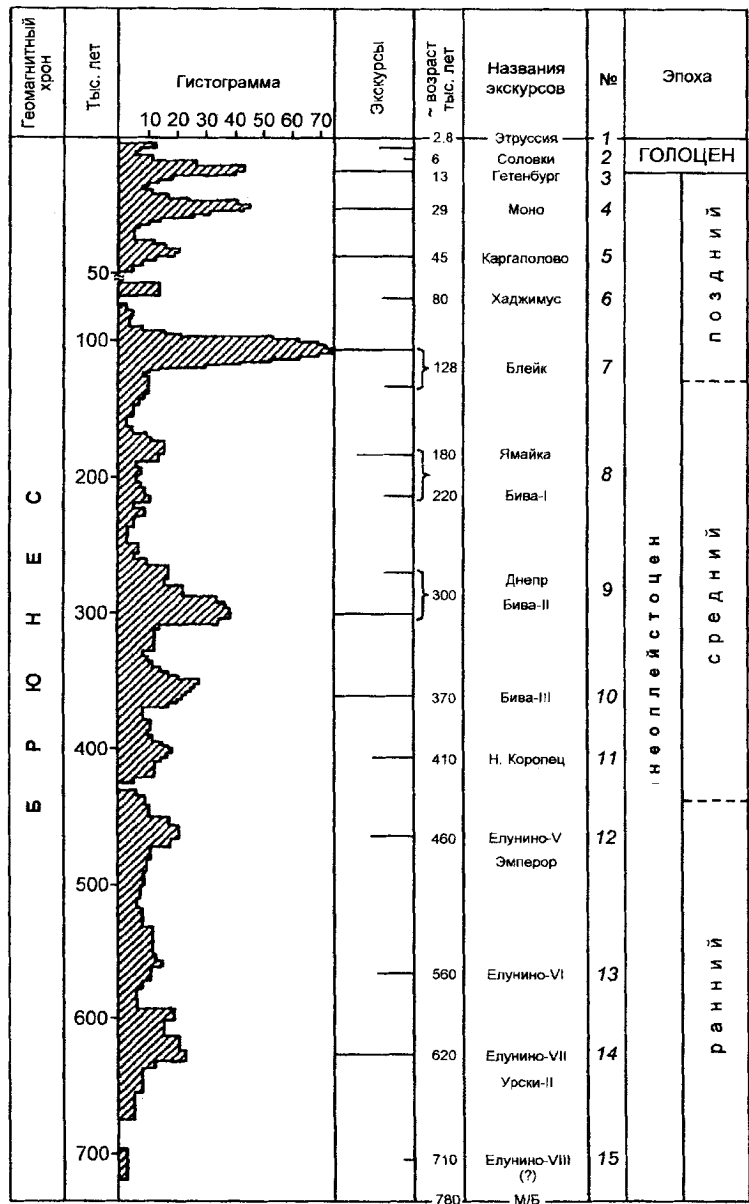 Геомагнитный хрон
Тыс. лет
Гистограмма
Экскурсы
~ возраст тыс. лет
Названия экскурсов
№
Эпоха
10 20 30 40 50 60 70
2.8 Этруссия 1
6 Соловки 2 ГОЛОЦЕН
13 Гетенбург 3
29 Моно 4
45 Каргаполово 5
50
80 Хаджимус 6
100
128 Блейк 7
поздний
180 Ямайка
8
200
220 Бива-I
Днепр
300 9
Бива-II
300
средний
370 Бива-III 10
400
410 Н. Коропец 11
460 Елунино-V 12
Эмперор
500
560 Елунино-VI 13
600
620 Елунино-VII 14
Урски-II
ранний
700
710 Елунино-VIII 15
(?)
780 М/Б
БРЮНЕС
неоплейстоцен